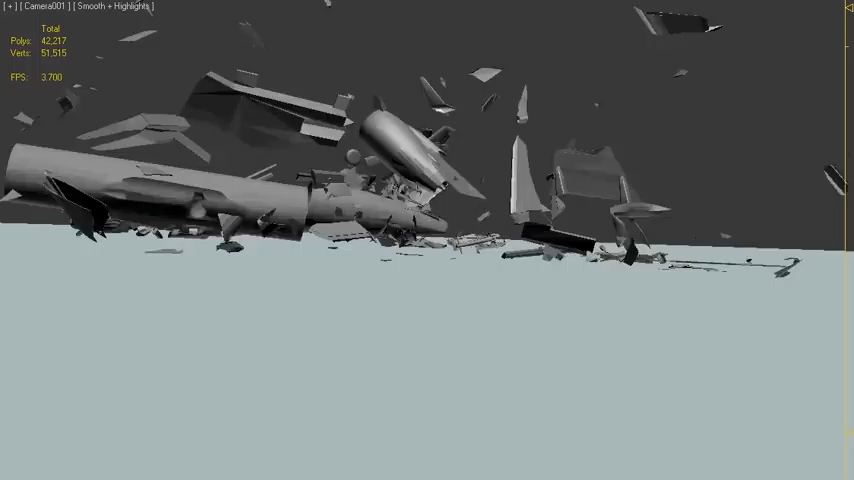 [ + ] [ Camera001 ] [ Smooth + Highlights ]
Total
Polys: 42,217
Verts: 51,515
FPS: 3.700